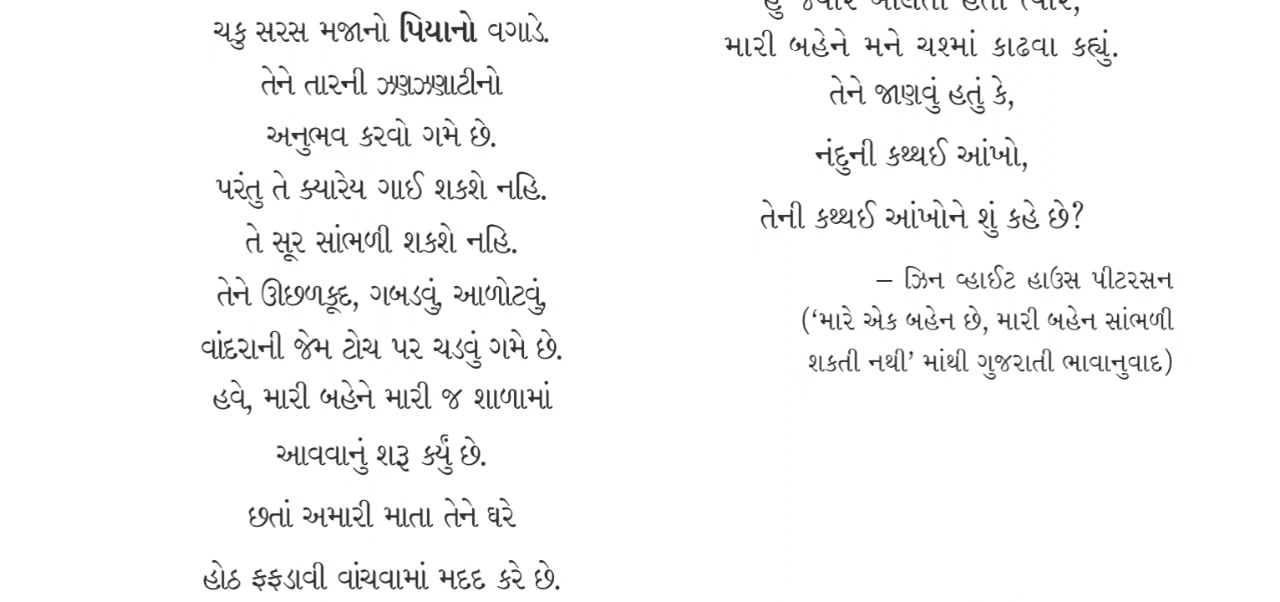 ચકુ સરસ મજાનો પિયાનો વગાડે.
તેને તારની ઝણઝણાટીનો
અનુભવ કરવો ગમે છે.
પરંતુ તે ક્યારેય ગાઈ શકશે નહિ.
તે સૂર સાંભળી શકશે નહિ.
તેને ઊછળકૂદ, ગબડવું, આળોટવું,
વાંદરાની જેમ ટોચ પર ચડવું ગમે છે.
હવે, મારી બહેને મારી જ શાળામાં
આવવાનું શરૂ કર્યું છે.
છતાં અમારી માતા તેને ઘરે
હોઠ ફફડાવી વાંચવામાં મદદ કરે છે.
હું જ્યારે બોલતી હતી ત્યારે,
મારી બહેને મને ચશ્માં કાઢવા કહ્યું.
તેને જાણવું હતું કે,
નંદુની કથ્થઈ આંખો,
તેની કથ્થઈ આંખોને શું કહે છે?
– ઝિન વ્હાઈટ હાઉસ પીટરસન
(‘મારે એક બહેન છે, મારી બહેન સાંભળી
શકતી નથી’ માંથી ગુજરાતી ભાવાનુવાદ)